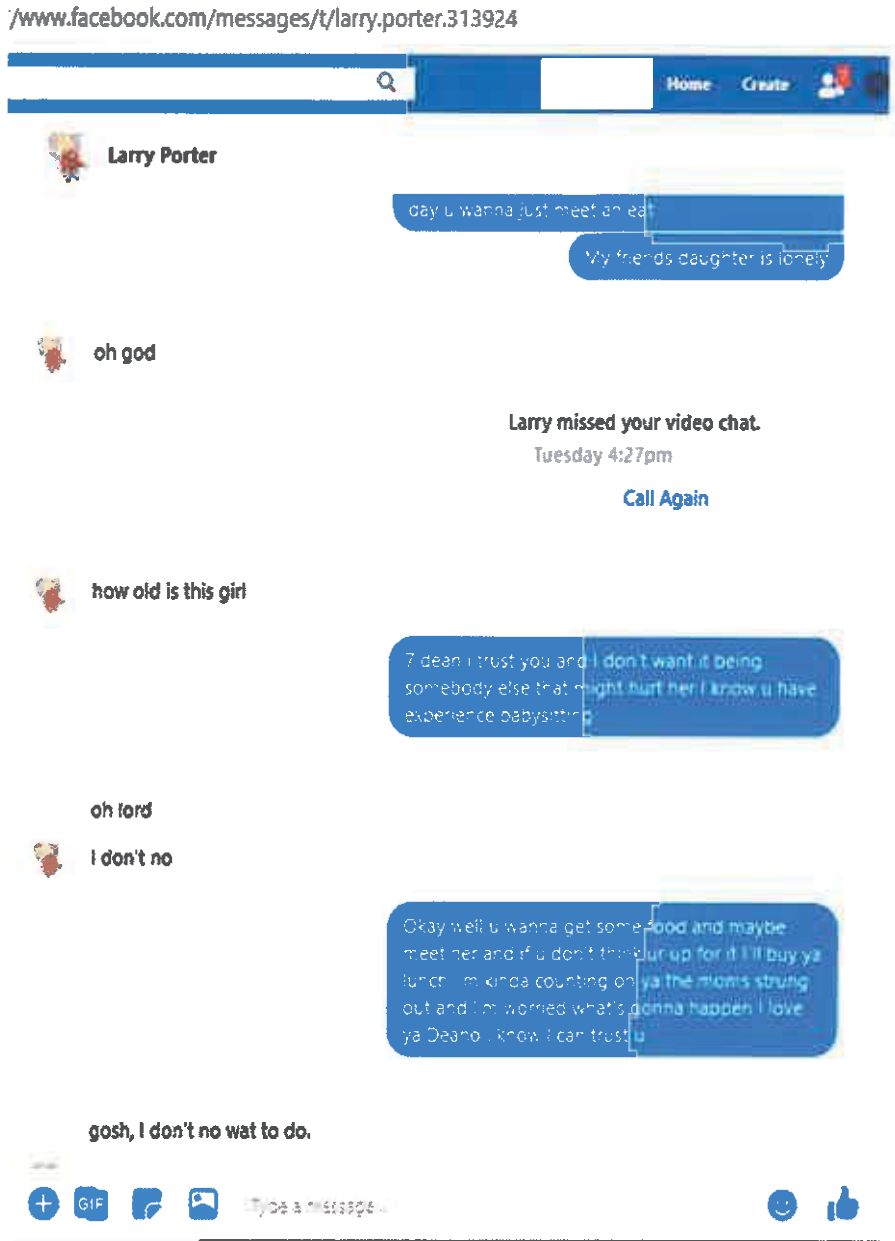 /www.facebook.com/messages/t/larry.porter.313924
Home Create
Larry Porter
day u wanna just meet an eat
My friends daughter is lonely
oh god
Larry missed your video chat.
Tuesday 4:27pm
Call Again
how old is this girl
7 dean i trust you and I don't want it being
somebody else that might hurt her I know u have
experience babysitting
oh lord
I don't no
Okay well u wanna get some food and maybe
meet her and if u don't think ur up for it I'll buy ya
lunch I'm kinda counting on ya the moms strung
out and I'm worried what's gonna happen I love
ya Deano I know I can trust u
gosh, I don't no wat to do.
GIF Type a message...